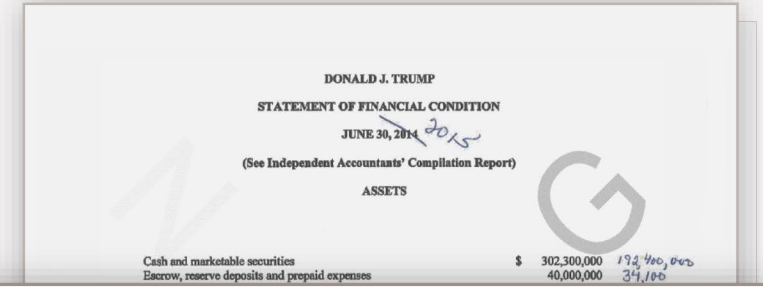 DONALD J. TRUMP
STATEMENT OF FINANCIAL CONDITION
JUNE 30, 2014 2015
(See Independent Accountants' Compilation Report)
ASSETS
Cash and marketable securities $ 302,300,000 192,400,000
Escrow, reserve deposits and prepaid expenses 40,000,000 34,100
N G